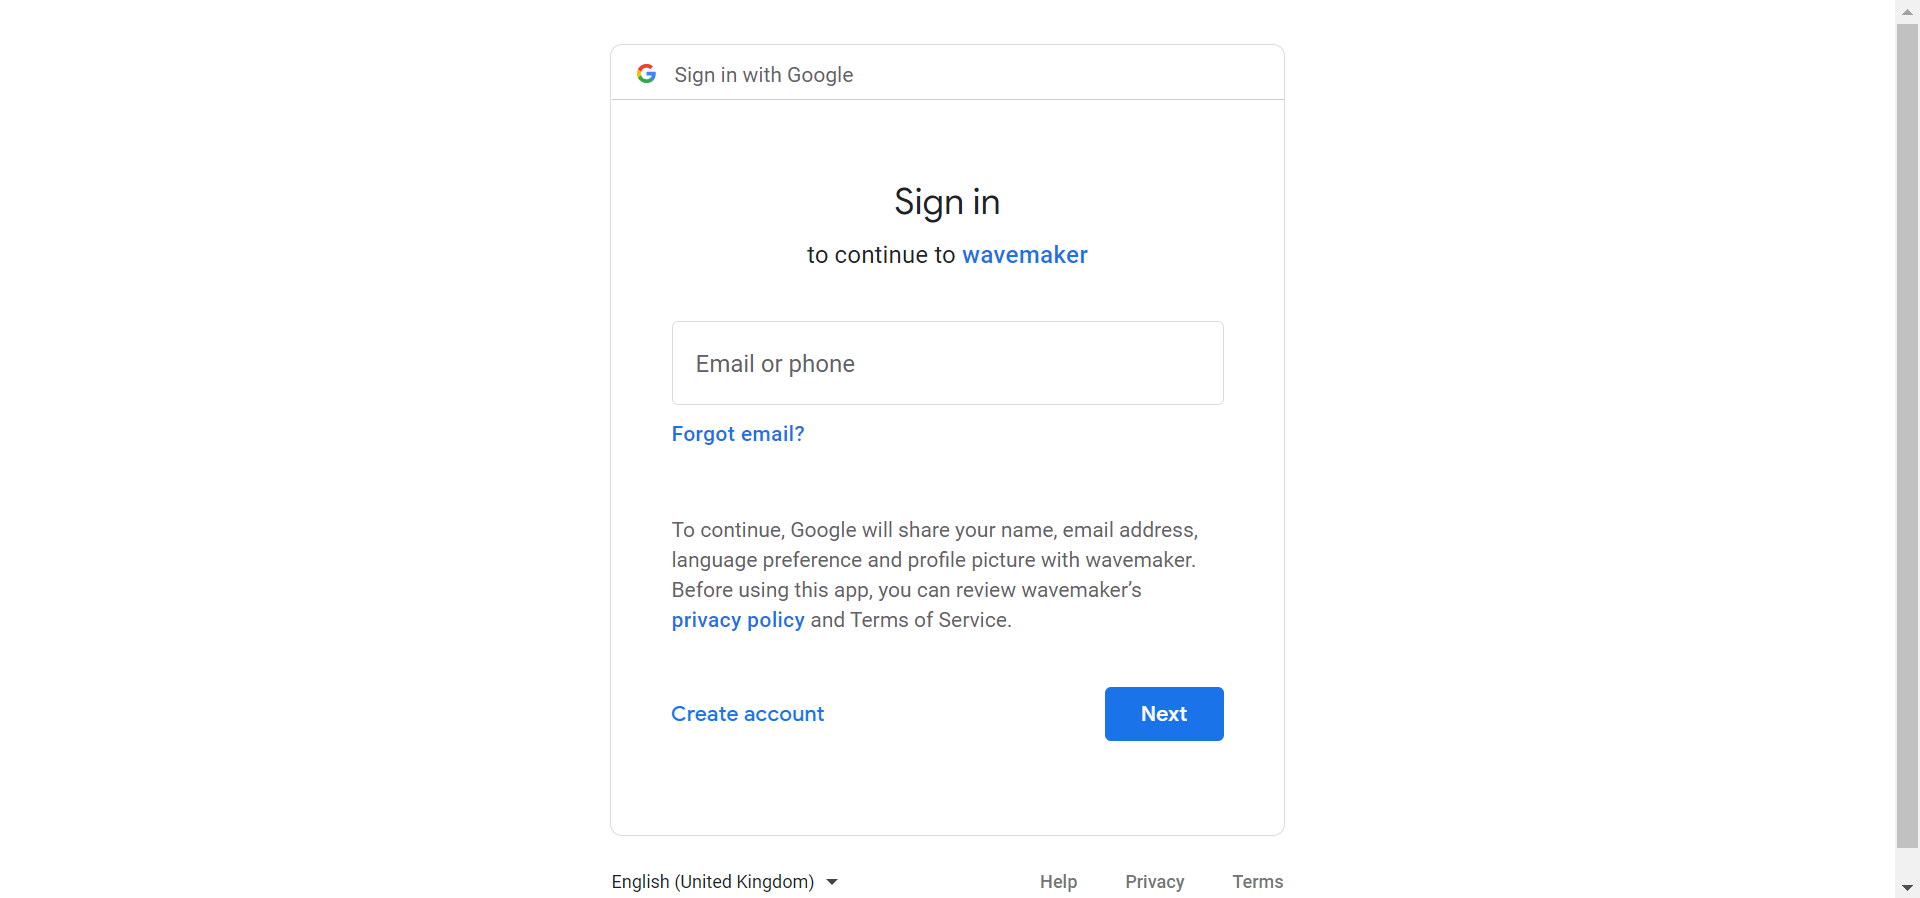 Sign in with Google
Sign in
to continue to wavemaker
Email or phone
Forgot email?
To continue, Google will share your name, email address,
language preference and profile picture with wavemaker.
Before using this app, you can review wavemaker’s
privacy policy and Terms of Service.
Create account
Next
English (United Kingdom)
Help
Privacy
Terms